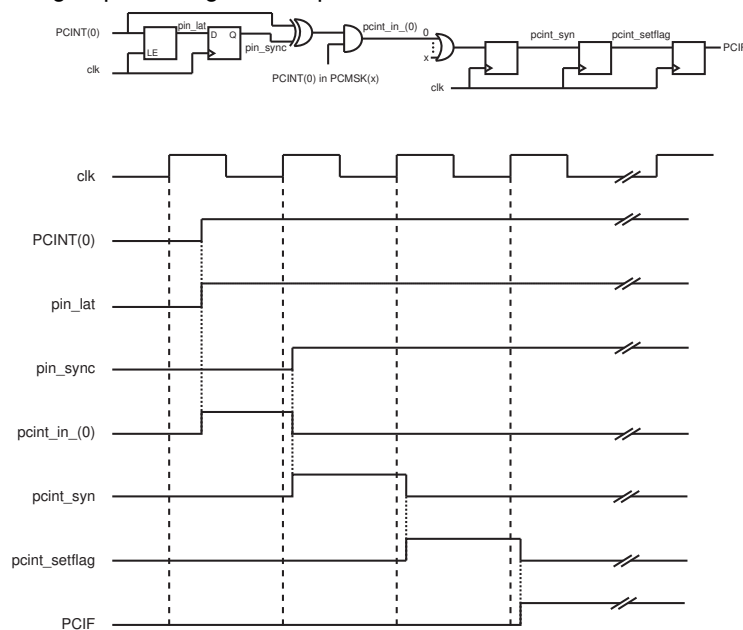 PCINT(0)
pin_lat
D Q
LE
pin_sync
clk
PCINT(0) in PCMSK(x)
pcint_in_(0)
0
x
clk
pcint_syn
pcint_setflag
clk
PCINT(0)
pin_lat
pin_sync
pcint_in_(0)
pcint_syn
pcint_setflag
PCIF